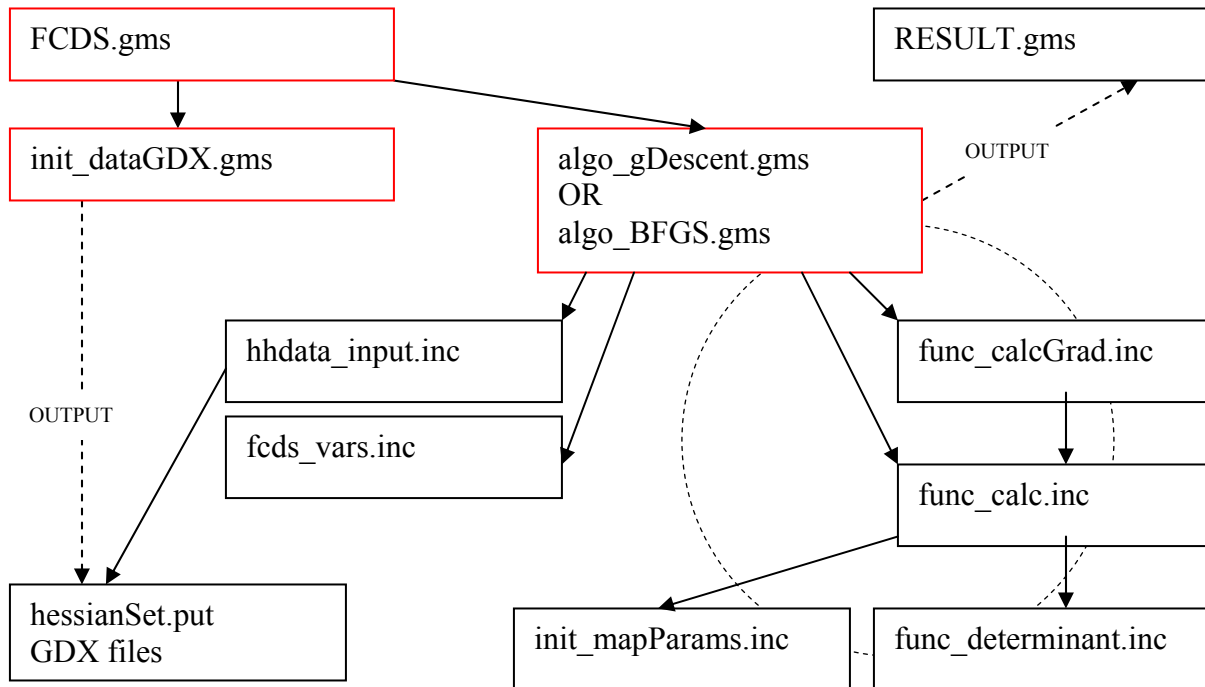 FCDS.gms
RESULT.gms
init_dataGDX.gms
algo_gDescent.gms
OR
algo_BFGS.gms
OUTPUT
hhdata_input.inc
func_calcGrad.inc
OUTPUT
fcds_vars.inc
func_calc.inc
hessianSet.put
GDX files
init_mapParams.inc
func_determinant.inc